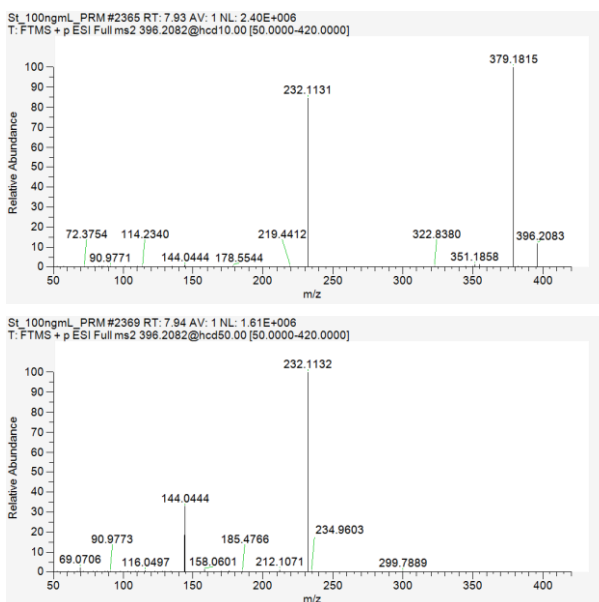 St_100ngmL_PRM #2365 RT: 7.93 AV: 1 NL: 2.40E+006
T: FTMS + p ESI Full ms2 396.2082@hcd10.00 [50.0000-420.0000]
379.1815
100
232.1131
90
80
70
60
50
40
30
20
10
0
Relative Abundance
72.3754 114.2340 219.4412 322.8380 396.2083
90.9771 144.0444 178.5544 351.1858
50 100 150 200 250 300 350 400
m/z
St_100ngmL_PRM #2369 RT: 7.94 AV: 1 NL: 1.61E+006
T: FTMS + p ESI Full ms2 396.2082@hcd50.00 [50.0000-420.0000]
232.1132
100
90
80
70
60
50
40
30
20
10
0
Relative Abundance
144.0444
90.9773 185.4766 234.9603
69.0706 116.0497 158.0601 212.1071 299.7889
50 100 150 200 250 300 350 400
m/z